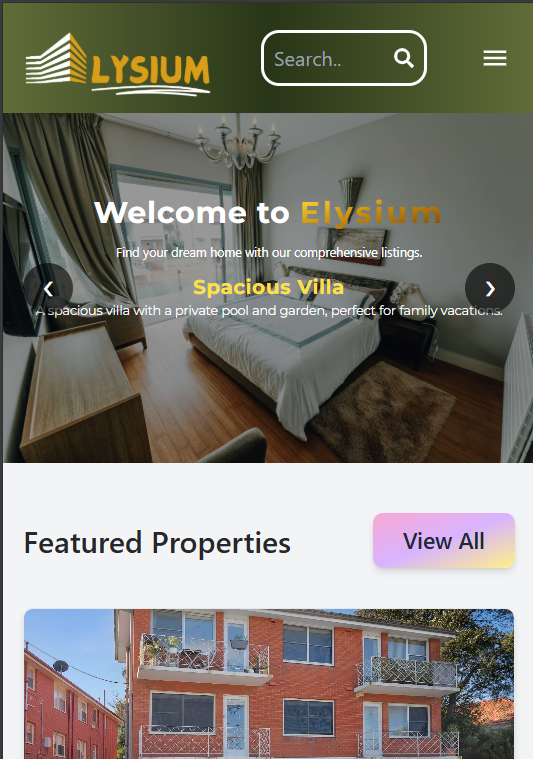 ELYSIUM
Search..
Welcome to Elysium
Find your dream home with our comprehensive listings.
Spacious Villa
A spacious villa with a private pool and garden, perfect for family vacations.
Featured Properties
View All